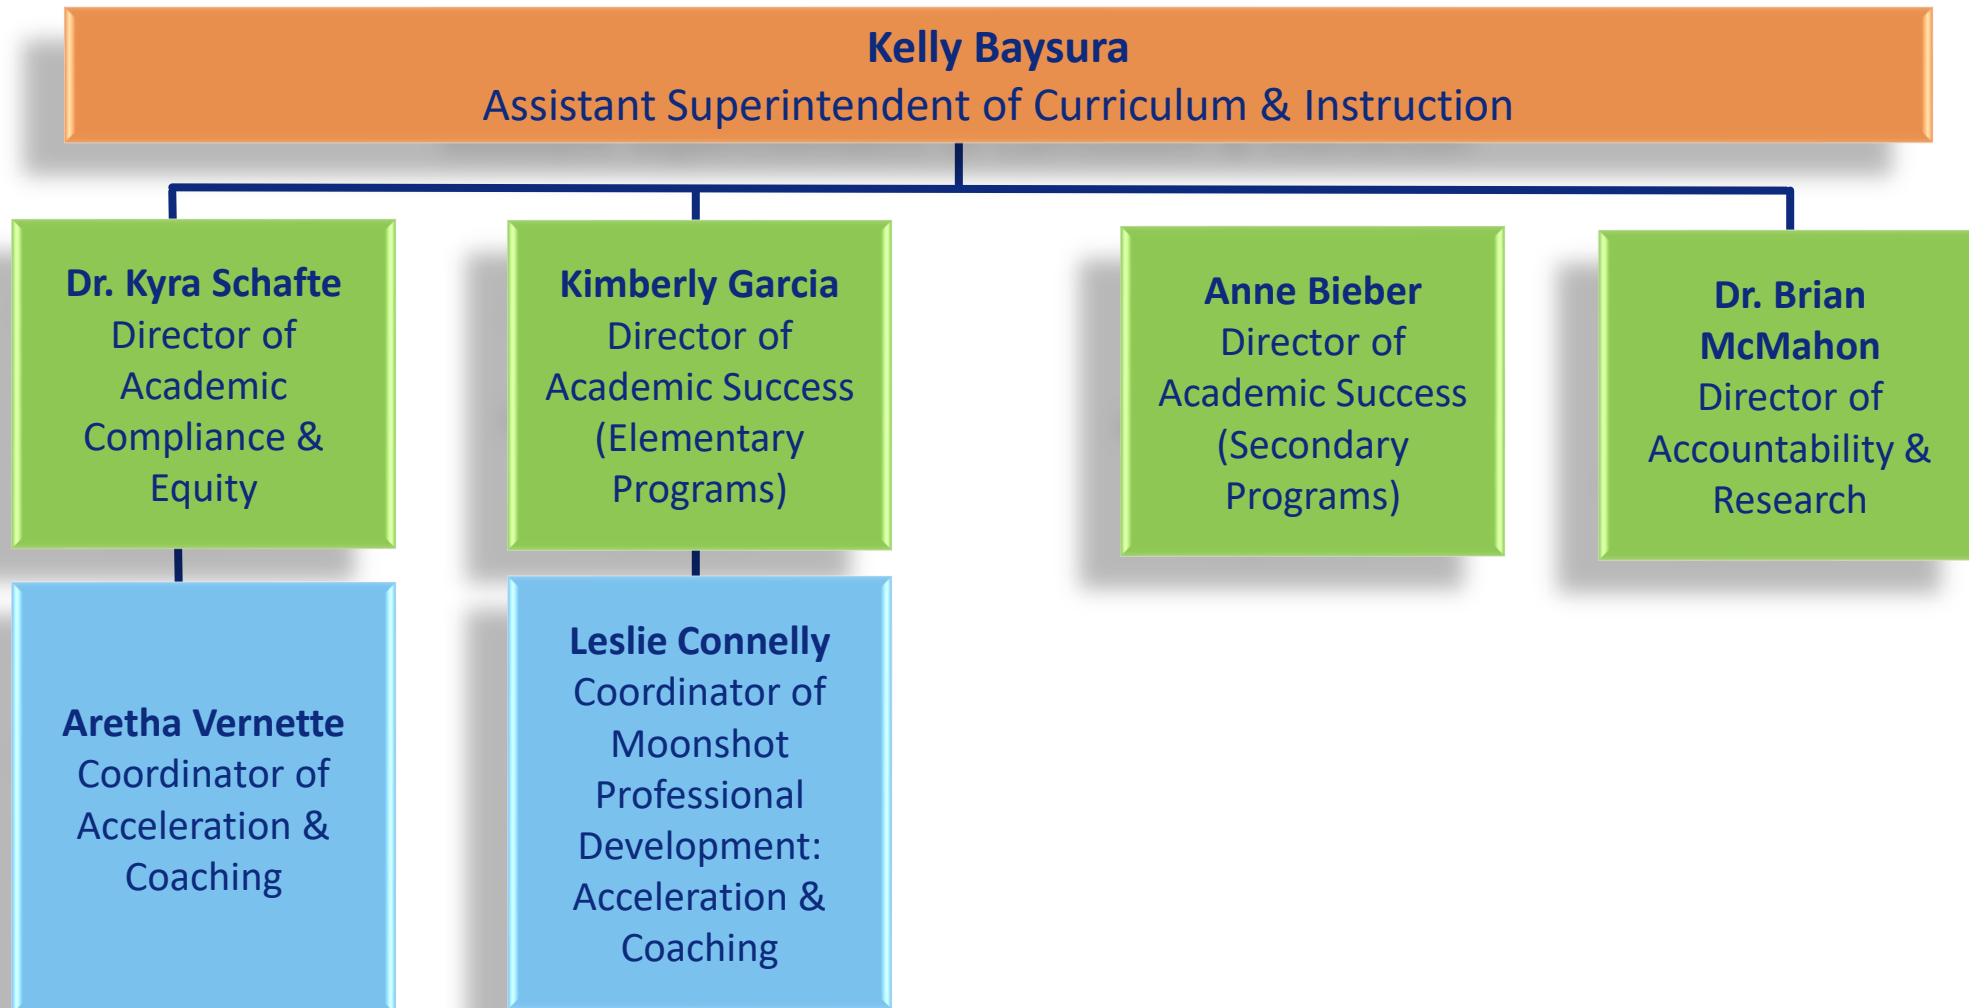 Kelly Baysura
Assistant Superintendent of Curriculum & Instruction
Dr. Kyra Schafte
Director of
Academic
Compliance &
Equity
Kimberly Garcia
Director of
Academic Success
(Elementary
Programs)
Anne Bieber
Director of
Academic Success
(Secondary
Programs)
Dr. Brian
McMahon
Director of
Accountability &
Research
Aretha Vernette
Coordinator of
Acceleration &
Coaching
Leslie Connelly
Coordinator of
Moonshot
Professional
Development:
Acceleration &
Coaching